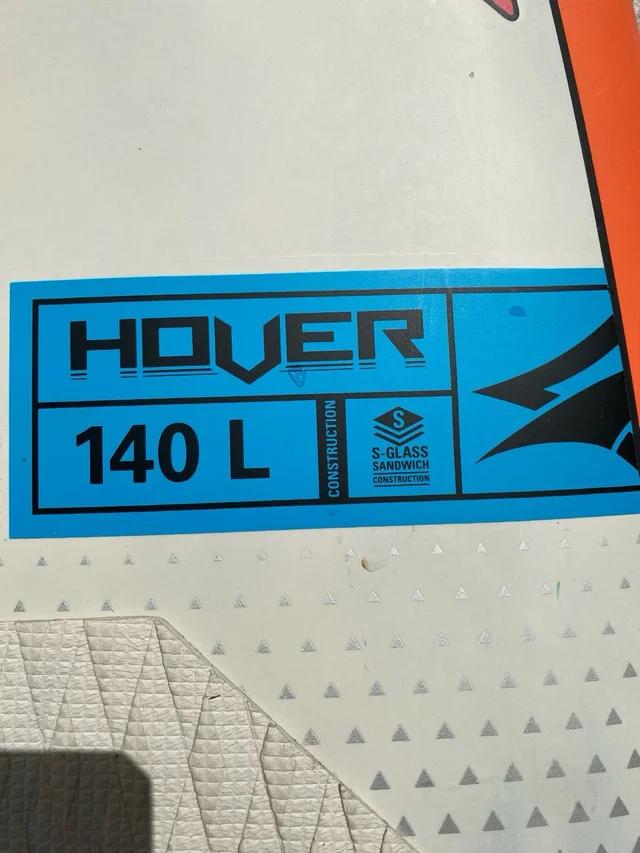 HOVER
140 L
CONSTRUCTION
S
S-GLASS
SANDWICH
CONSTRUCTION